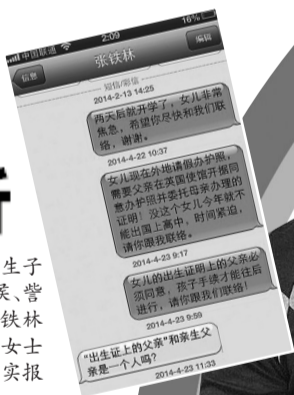 中国联通 2:09 16%
信息 张铁林 编辑
短信/彩信
2014-2-13 14:25
两天后就开学了，女儿非常
焦急，希望你尽快和我们联
络，谢谢。
2014-4-22 10:37
女儿现在外地请假办护照，
需要父亲在英国使馆开据同
意办护照并委托母亲办理的
证明！没这个女儿今年就不
能出国上高中，时间紧迫，
请你跟我联络。
2014-4-23 9:17
女儿的出生证明上的父亲必
须同意，孩子手续才能往后
进行，请你跟我们联络！
2014-4-23 9:59
“出生证上的父亲”和亲生父
亲是一个人吗？
2014-4-23 11:33
生子
侯、訾
铁林
女士
实报